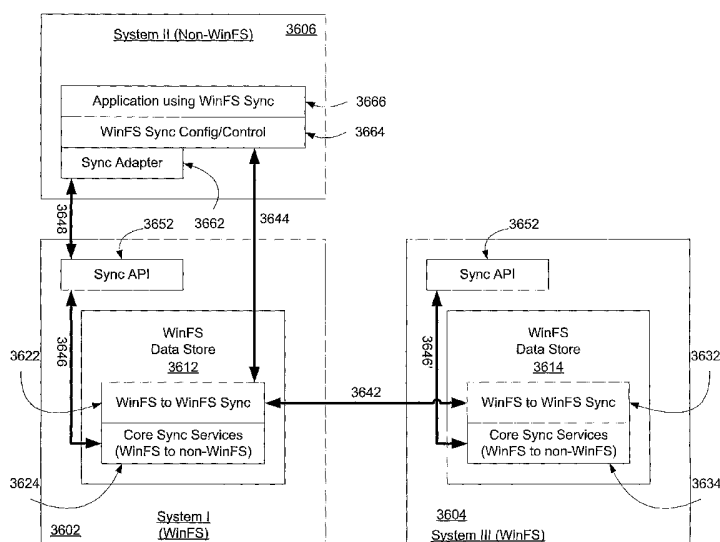 System II (Non-WinFS)
3606
Application using WinFS Sync
3666
WinFS Sync Config/Control
3664
Sync Adapter
3662
3644
3648
3652
Sync API
3646
WinFS
Data Store
3612
3622
WinFS to WinFS Sync
Core Sync Services
(WinFS to non-WinFS)
3624
3602
System I
(WinFS)
3642
3652
Sync API
3646'
WinFS
Data Store
3614
3632
WinFS to WinFS Sync
Core Sync Services
(WinFS to non-WinFS)
3634
3604
System III (WinFS)